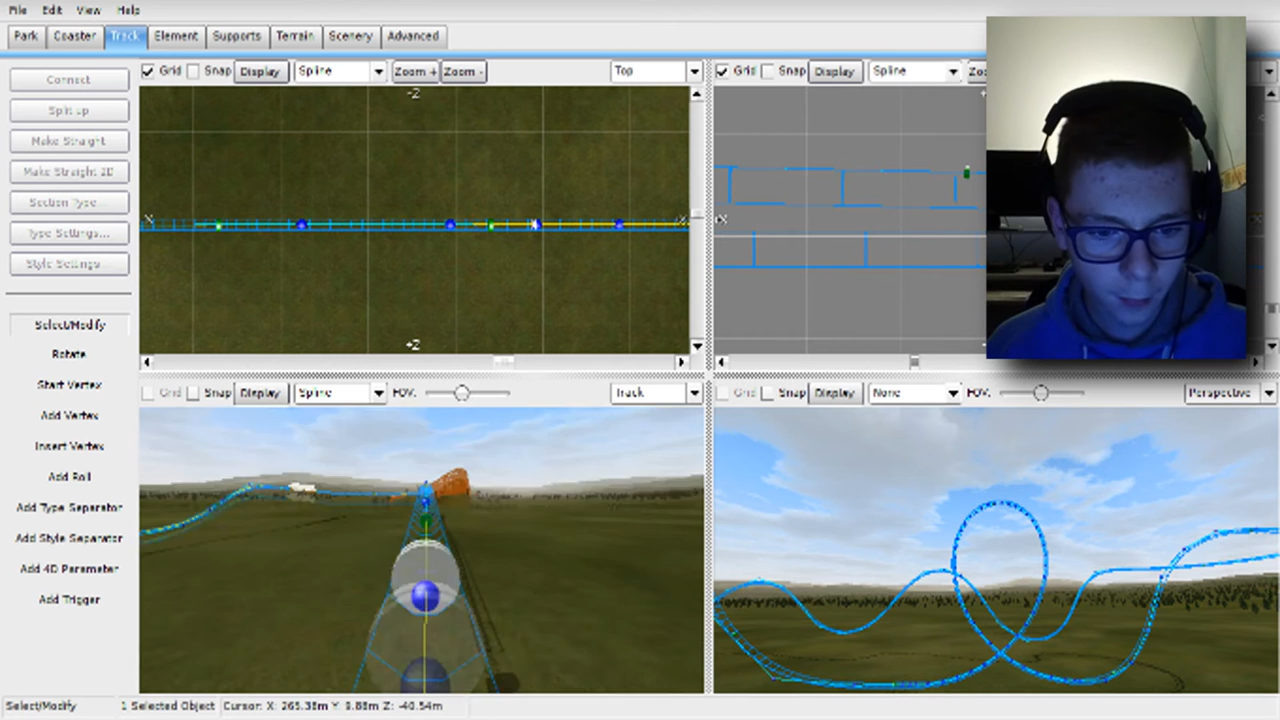 File Edit View Help
Park Coaster Track Element Supports Terrain Scenery Advanced
Connect
Split up
Make Straight
Make Straight 2D
Section Type...
Type Settings...
Style Settings...
Select/Modify
Rotate
Start Vertex
Add Vertex
Insert Vertex
Add Roll
Add Type Separator
Add Style Separator
Add 4D Parameter
Add Trigger
Grid Snap Display Spline Zoom + Zoom - Top
-2
X
+2
Grid Snap Display Spline
X
Grid Snap Display Spline FOV: Track
Grid Snap Display None FOV: Perspective
Select/Modify 1 Selected Object Cursor: X: 265.38m Y: 9.88m Z: -40.54m